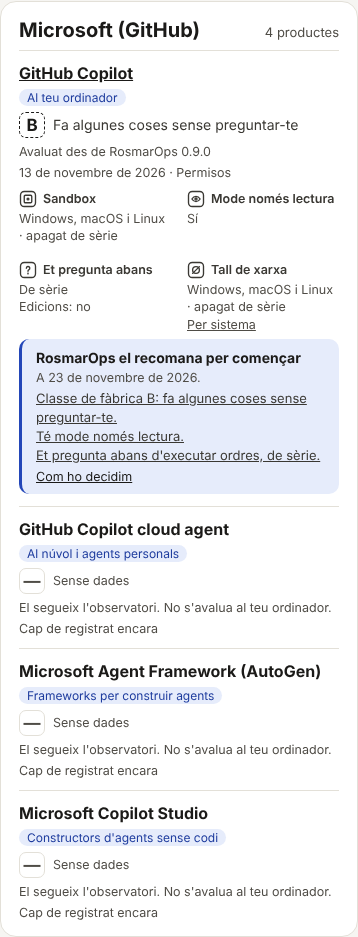 Microsoft (GitHub)
4 productes
GitHub Copilot
Al teu ordinador
B Fa algunes coses sense preguntar-te
Avaluat des de RosmarOps 0.9.0
13 de novembre de 2026 · Permisos
Sandbox
Windows, macOS i Linux
· apagat de sèrie
Mode només lectura
Sí
Et pregunta abans
De sèrie
Edicions: no
Tall de xarxa
Windows, macOS i Linux
· apagat de sèrie
Per sistema
RosmarOps el recomana per començar
A 23 de novembre de 2026.
Classe de fàbrica B: fa algunes coses sense
preguntar-te.
Té mode només lectura.
Et pregunta abans d'executar ordres, de sèrie.
Com ho decidim
GitHub Copilot cloud agent
Al núvol i agents personals
— Sense dades
El segueix l'observatori. No s'avalua al teu ordinador.
Cap de registrat encara
Microsoft Agent Framework (AutoGen)
Frameworks per construir agents
— Sense dades
El segueix l'observatori. No s'avalua al teu ordinador.
Cap de registrat encara
Microsoft Copilot Studio
Constructors d'agents sense codi
— Sense dades
El segueix l'observatori. No s'avalua al teu ordinador.
Cap de registrat encara